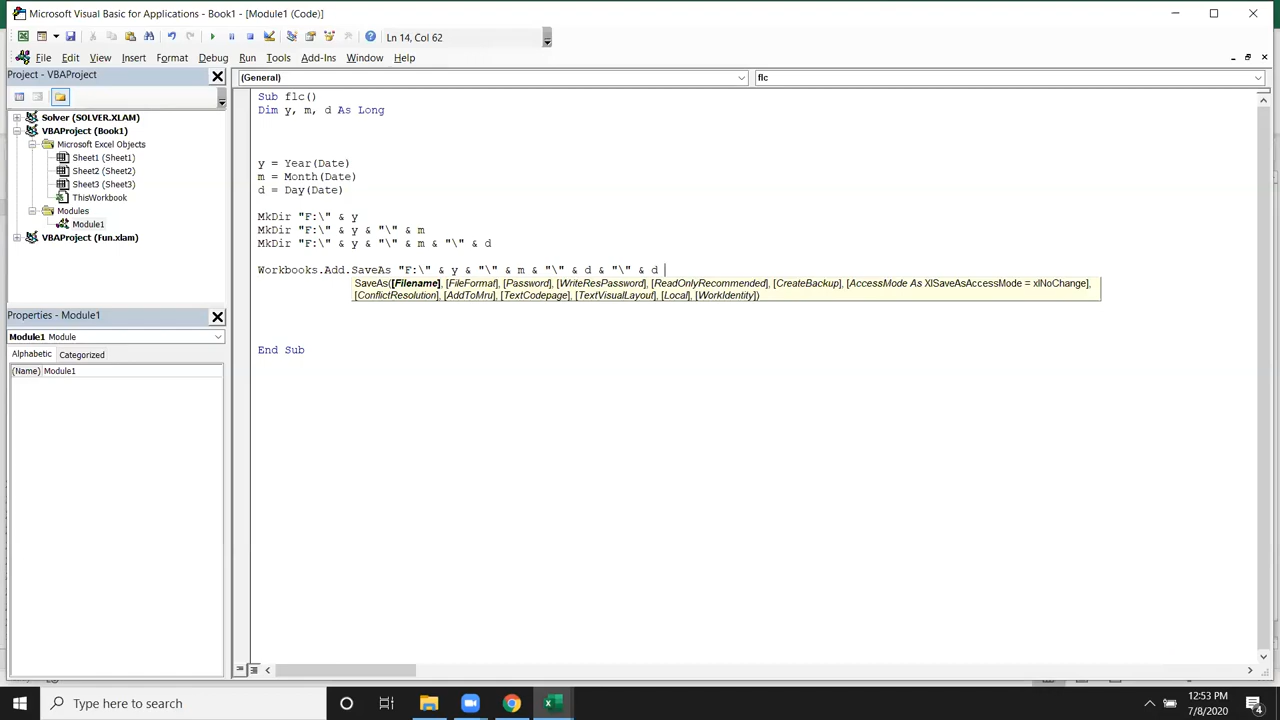 Microsoft Visual Basic for Applications - Book1 - [Module1 (Code)]
Ln 14, Col 62
File Edit View Insert Format Debug Run Tools Add-Ins Window Help
Project - VBAProject
(General)
flc
Solver (SOLVER.XLAM)
VBAProject (Book1)
Microsoft Excel Objects
Sheet1 (Sheet1)
Sheet2 (Sheet2)
Sheet3 (Sheet3)
ThisWorkbook
Modules
Module1
VBAProject (Fun.xlam)
Properties - Module1
Module1 Module
Alphabetic Categorized
(Name) Module1
Sub flc()
Dim y, m, d As Long
y = Year(Date)
m = Month(Date)
d = Day(Date)
MkDir "F:\" & y
MkDir "F:\" & y & "\" & m
MkDir "F:\" & y & "\" & m & "\" & d
Workbooks.Add.SaveAs "F:\" & y & "\" & m & "\" & d & "\" & d
SaveAs([Filename], [FileFormat], [Password], [WriteResPassword], [ReadOnlyRecommended], [CreateBackup], [AccessMode As XlSaveAsAccessMode = xlNoChange],
[ConflictResolution], [AddToMru], [TextCodepage], [TextVisualLayout], [Local], [WorkIdentity])
End Sub
Type here to search
12:53 PM
7/8/2020
4